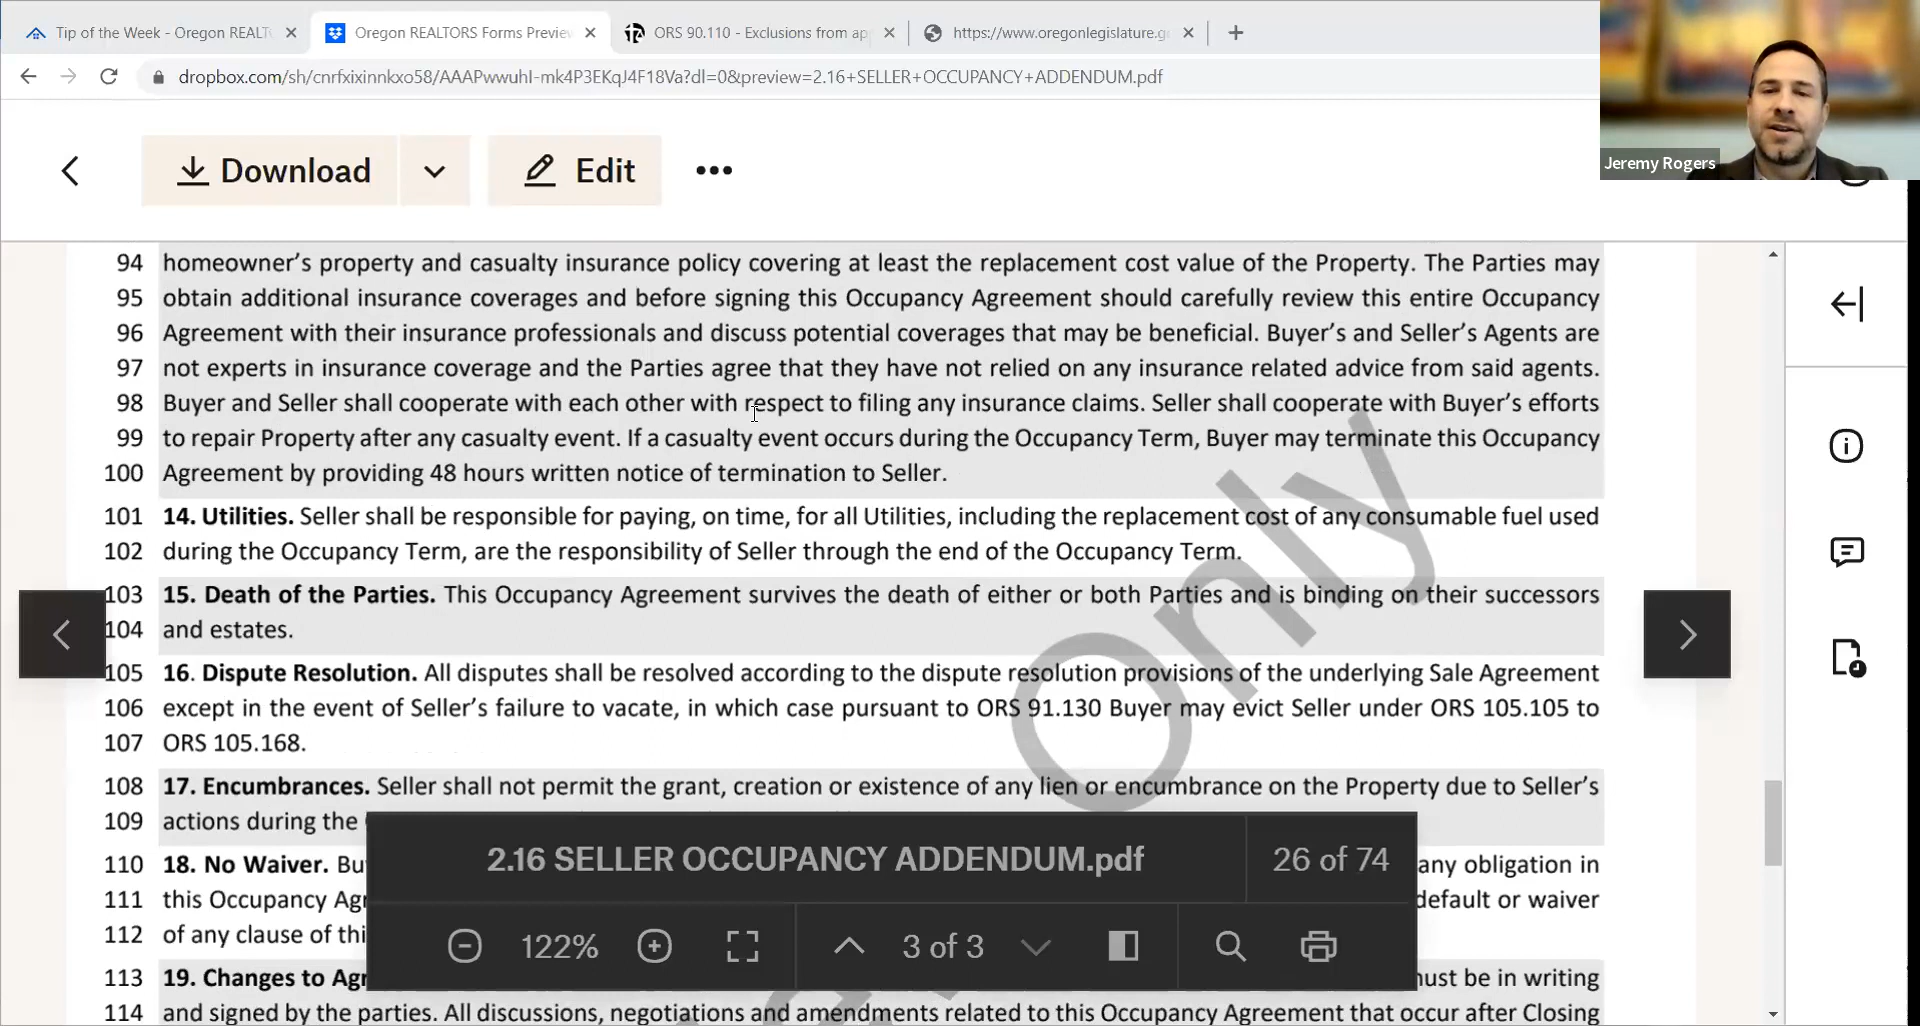 Tip of the Week - Oregon REALT
Oregon REALTORS Forms Preview
ORS 90.110 - Exclusions from ap
https://www.oregonlegislature.g
dropbox.com/sh/cnrfxixinnkxo58/AAAPwwuhI-mk4P3EKqJ4F18Va?dl=0&preview=2.16+SELLER+OCCUPANCY+ADDENDUM.pdf
Jeremy Rogers
Download
Edit
94 homeowner's property and casualty insurance policy covering at least the replacement cost value of the Property. The Parties may
95 obtain additional insurance coverages and before signing this Occupancy Agreement should carefully review this entire Occupancy
96 Agreement with their insurance professionals and discuss potential coverages that may be beneficial. Buyer's and Seller's Agents are
97 not experts in insurance coverage and the Parties agree that they have not relied on any insurance related advice from said agents.
98 Buyer and Seller shall cooperate with each other with respect to filing any insurance claims. Seller shall cooperate with Buyer's efforts
99 to repair Property after any casualty event. If a casualty event occurs during the Occupancy Term, Buyer may terminate this Occupancy
100 Agreement by providing 48 hours written notice of termination to Seller.
101 14. Utilities. Seller shall be responsible for paying, on time, for all Utilities, including the replacement cost of any consumable fuel used
102 during the Occupancy Term, are the responsibility of Seller through the end of the Occupancy Term.
103 15. Death of the Parties. This Occupancy Agreement survives the death of either or both Parties and is binding on their successors
104 and estates.
105 16. Dispute Resolution. All disputes shall be resolved according to the dispute resolution provisions of the underlying Sale Agreement
106 except in the event of Seller's failure to vacate, in which case pursuant to ORS 91.130 Buyer may evict Seller under ORS 105.105 to
107 ORS 105.168.
108 17. Encumbrances. Seller shall not permit the grant, creation or existence of any lien or encumbrance on the Property due to Seller's
109 actions during the
110 18. No Waiver. Bu any obligation in
111 this Occupancy Agr default or waiver
112 of any clause of thi
113 19. Changes to Agr must be in writing
114 and signed by the parties. All discussions, negotiations and amendments related to this Occupancy Agreement that occur after Closing
Only
2.16 SELLER OCCUPANCY ADDENDUM.pdf
26 of 74
122%
3 of 3